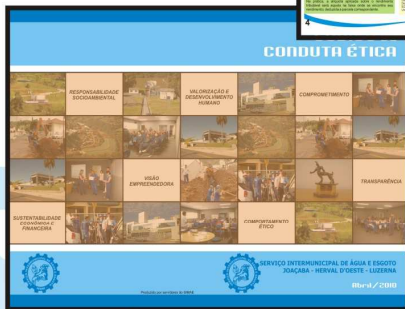 4
CONDUTA ÉTICA
RESPONSABILIDADE
SOCIOAMBIENTAL
VALORIZAÇÃO E
DESENVOLVIMENTO
HUMANO
COMPROMETIMENTO
VISÃO
EMPREENDEDORA
TRANSPARÊNCIA
SUSTENTABILIDADE
ECONÔMICA E
FINANCEIRA
COMPORTAMENTO
ÉTICO
SERVIÇO INTERMUNICIPAL DE ÁGUA E ESGOTO
JOAÇABA - HERVAL D'OESTE - LUZERNA
Abril/2010